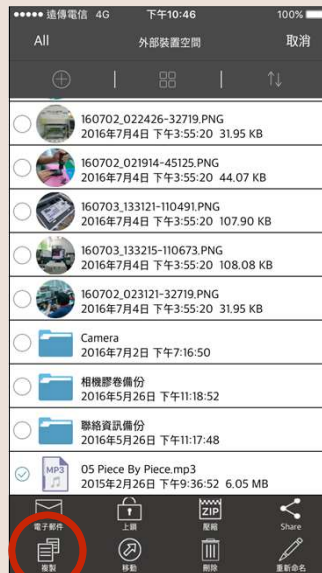 遠傳電信 4G 下午10:46 100%
All 外部裝置空間 取消
160702_022426-32719.PNG
2016年7月4日 下午3:55:20 31.95 KB
160702_021914-45125.PNG
2016年7月4日 下午3:55:20 44.07 KB
160703_133121-110491.PNG
2016年7月4日 下午3:55:20 107.90 KB
160703_133215-110673.PNG
2016年7月4日 下午3:55:20 108.08 KB
160702_023121-32719.PNG
2016年7月4日 下午3:55:20 31.95 KB
Camera
2016年7月2日 下午7:16:50
相機膠卷備份
2016年5月26日 下午11:18:52
聯絡資訊備份
2016年5月26日 下午11:17:48
MP3
05 Piece By Piece.mp3
2015年2月26日 下午9:36:52 6.05 MB
ZIP
電子郵件 上鎖 壓縮 Share
複製 移動 刪除 重新命名